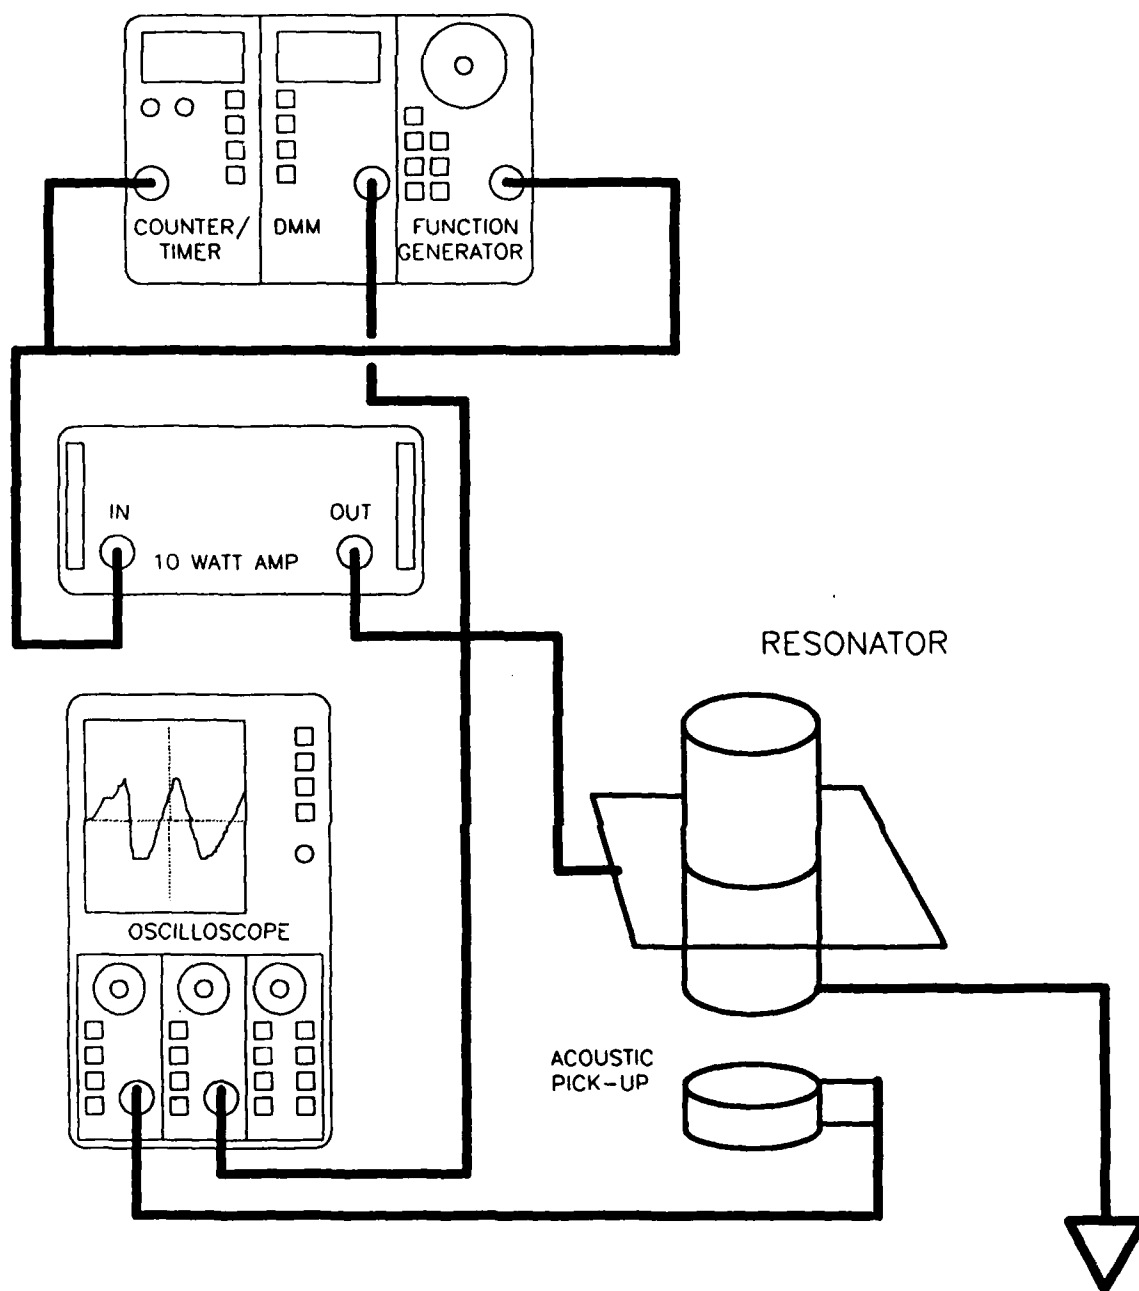 COUNTER/
TIMER
DMM
FUNCTION
GENERATOR
IN
OUT
10 WATT AMP
RESONATOR
OSCILLOSCOPE
ACOUSTIC
PICK-UP